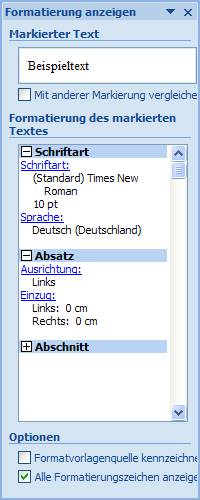 Formatierung anzeigen
Markierter Text
Beispieltext
Mit anderer Markierung vergleiche
Formatierung des markierten
Textes
Schriftart
Schriftart:
(Standard) Times New
Roman
10 pt
Sprache:
Deutsch (Deutschland)
Absatz
Ausrichtung:
Links
Einzug:
Links: 0 cm
Rechts: 0 cm
Abschnitt
Optionen
Formatvorlagenquelle kennzeichne
Alle Formatierungszeichen anzeige